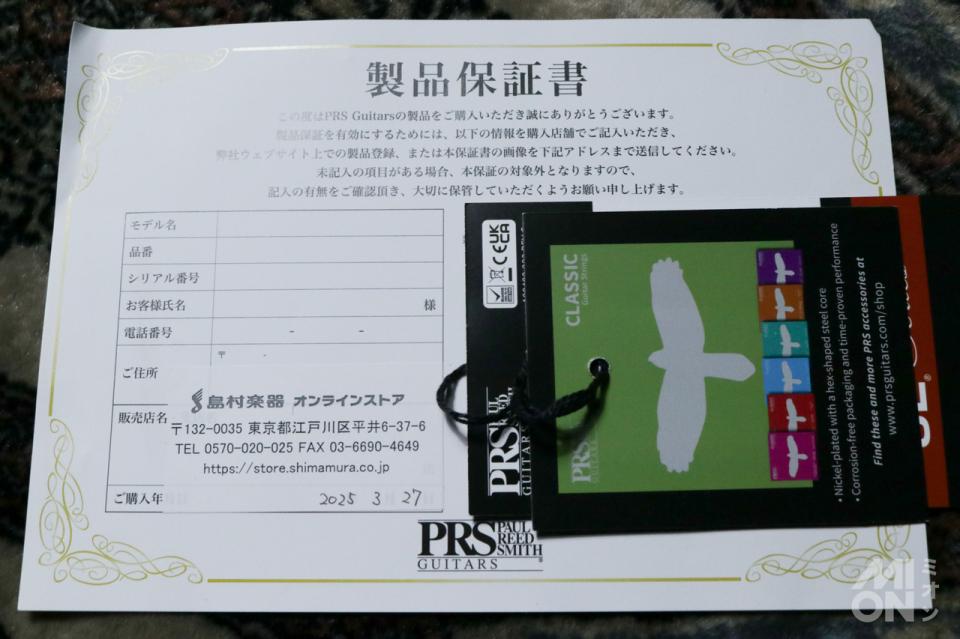 製品保証書
この度はPRS Guitarsの製品をご購入いただき誠にありがとうございます。
製品保証を有効にするためには、以下の情報を購入店舗でご記入いただき、
弊社ウェブサイト上での製品登録、または本保証書の画像を下記アドレスまで送信してください。
未記入の項目がある場合、本保証の対象外となりますので、
記入の有無をご確認頂き、大切に保管していただくようお願い申し上げます。
モデル名
品番
シリアル番号
お客様氏名 様
電話番号 - -
ご住所 〒 -
販売店名
島村楽器 オンラインストア
〒132-0035 東京都江戸川区平井6-37-6
TEL 0570-020-025 FAX 03-6690-4649
https://store.shimamura.co.jp
ご購入年 2025 3 27
PRS PAUL REED SMITH
GUITARS
UK CA CE
PRS PAUL REED SMITH
GUITARS
CLASSIC
Guitar Strings
PRS
• Nickel-plated with a hex-shaped steel core
• Corrosion-free packaging and time-proven performance
Find these and more PRS accessories at
www.prsguitars.com/shop
MION
ミオン